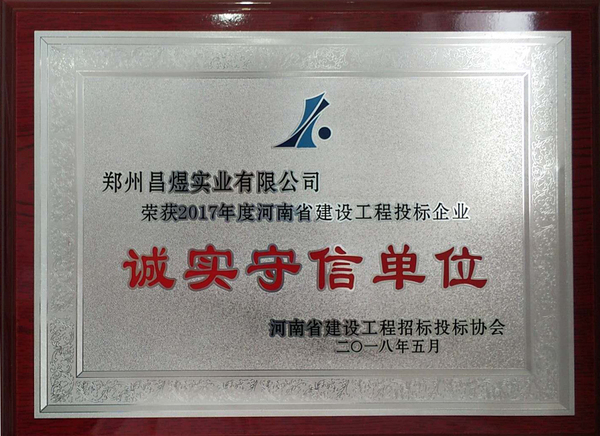 郑州昌煜实业有限公司
荣获2017年度河南省建设工程投标企业
诚实守信单位
河南省建设工程招标投标协会
二〇一八年五月